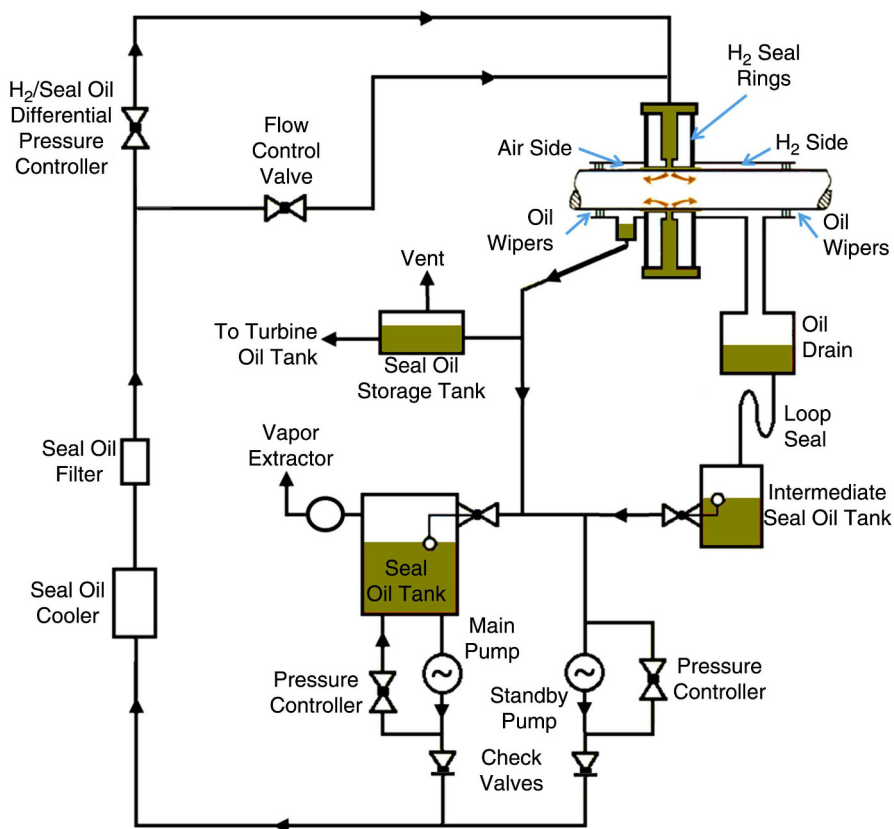 H2 Seal
Rings
H2/Seal Oil
Differential
Pressure
Controller
Flow
Control
Valve
Air Side
H2 Side
Oil
Wipers
Oil
Wipers
Vent
To Turbine
Oil Tank
Seal Oil
Storage Tank
Oil
Drain
Loop
Seal
Seal Oil
Filter
Vapor
Extractor
Intermediate
Seal Oil Tank
Seal
Oil Tank
Seal Oil
Cooler
Main
Pump
Pressure
Controller
Standby
Pump
Pressure
Controller
Check
Valves